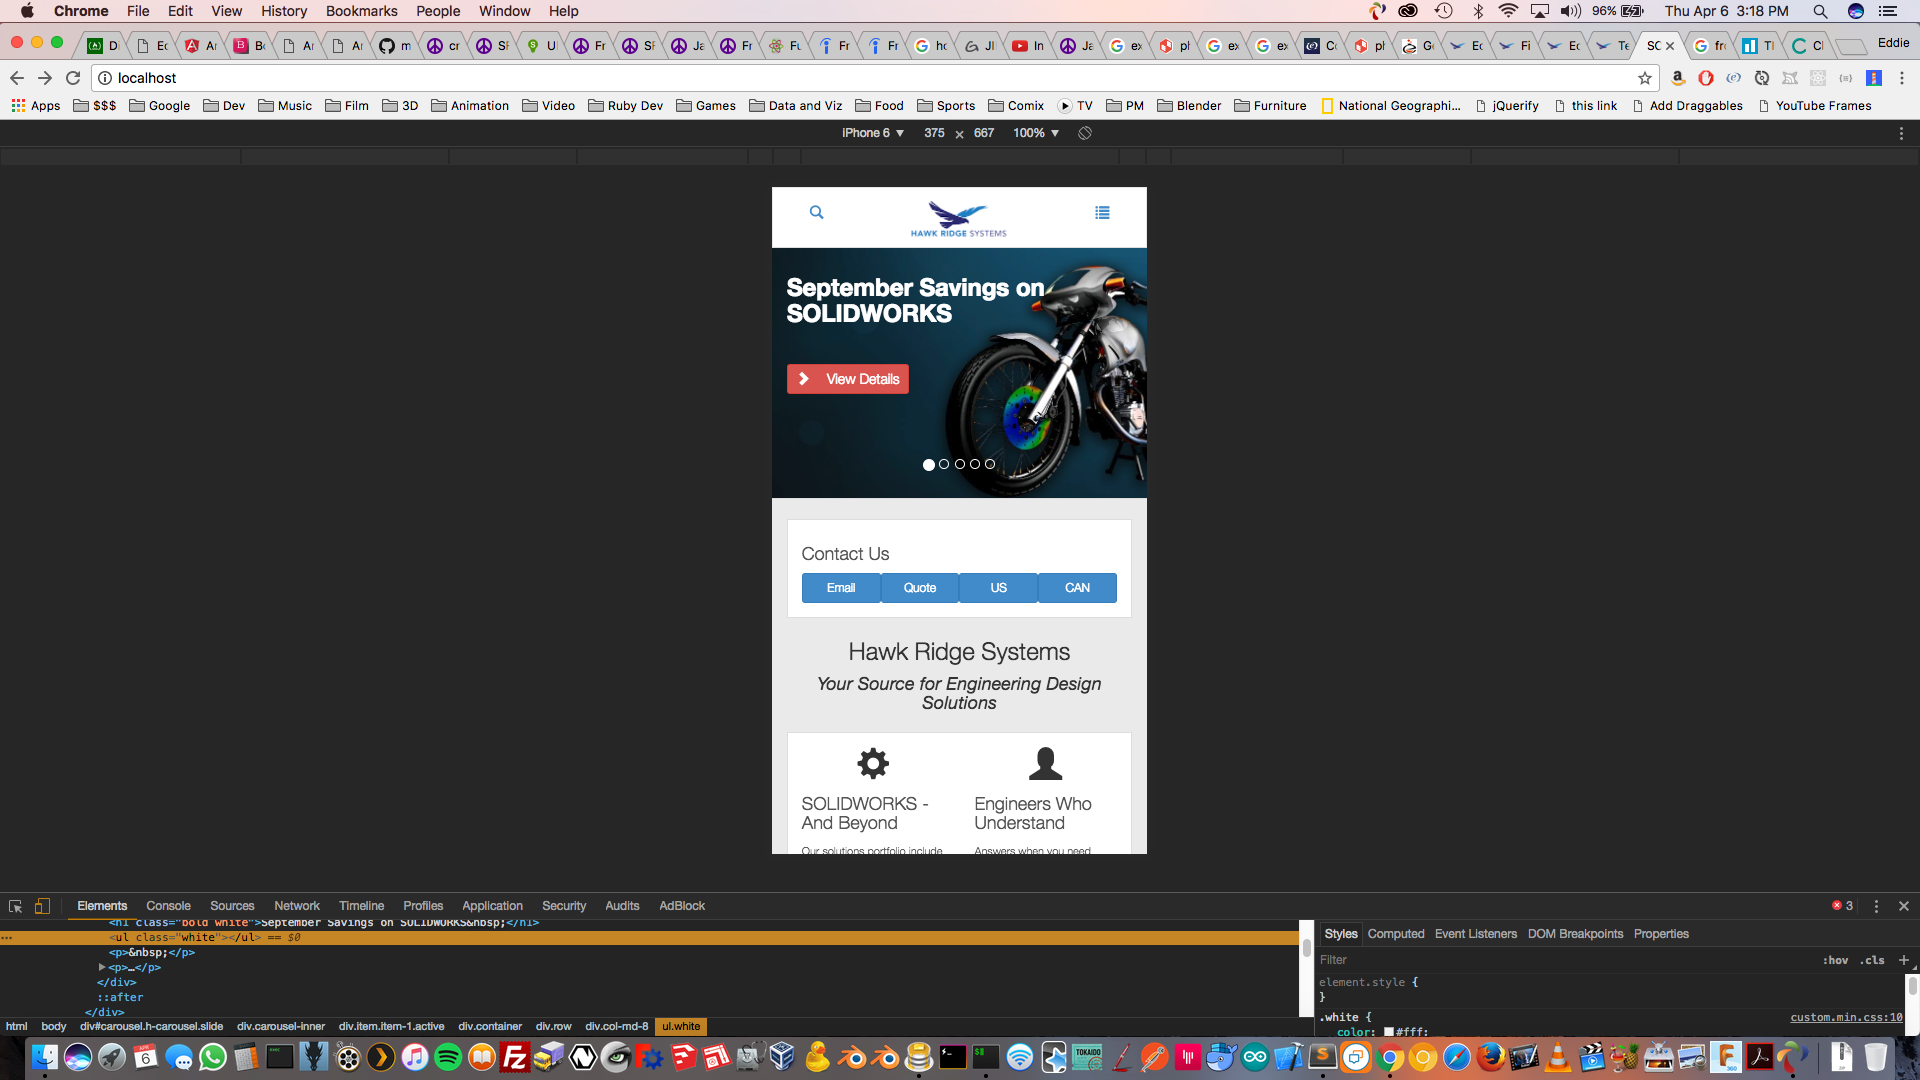 Chrome File Edit View History Bookmarks People Window Help
96% Thu Apr 6 3:18 PM
Eddie
localhost
Apps $$$ Google Dev Music Film 3D Animation Video Ruby Dev Games Data and Viz Food Sports Comix TV PM Blender Furniture National Geographi... jQuerify this link Add Draggables YouTube Frames
iPhone 6 375 × 667 100%
HAWK RIDGE SYSTEMS
September Savings on
SOLIDWORKS
View Details
Contact Us
Email Quote US CAN
Hawk Ridge Systems
Your Source for Engineering Design
Solutions
SOLIDWORKS -
And Beyond
Engineers Who
Understand
Our solutions portfolio include
Answers when you need
Elements Console Sources Network Timeline Profiles Application Security Audits AdBlock
3
<h1 class="bold white">September Savings on SOLIDWORKS&nbsp;</h1>
<ul class="white"></ul> == $0
<p>&nbsp;</p>
<p>…</p>
</div>
::after
</div>
html body div#carousel.h-carousel.slide div.carousel-inner div.item.item-1.active div.container div.row div.col-md-8 ul.white
Styles Computed Event Listeners DOM Breakpoints Properties
Filter :hov .cls +
element.style {
}
.white { custom.min.css:10
color: #fff;